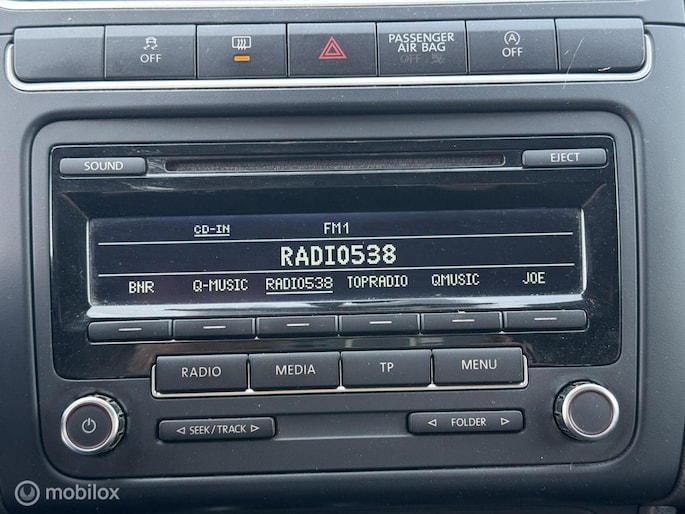 OFF
PASSENGER
AIR BAG
OFF
A
OFF
SOUND
EJECT
CD-IN FM1
RADIO538
BNR Q-MUSIC RADIO538 TOPRADIO QMUSIC JOE
RADIO MEDIA TP MENU
SEEK/TRACK
FOLDER
mobilox